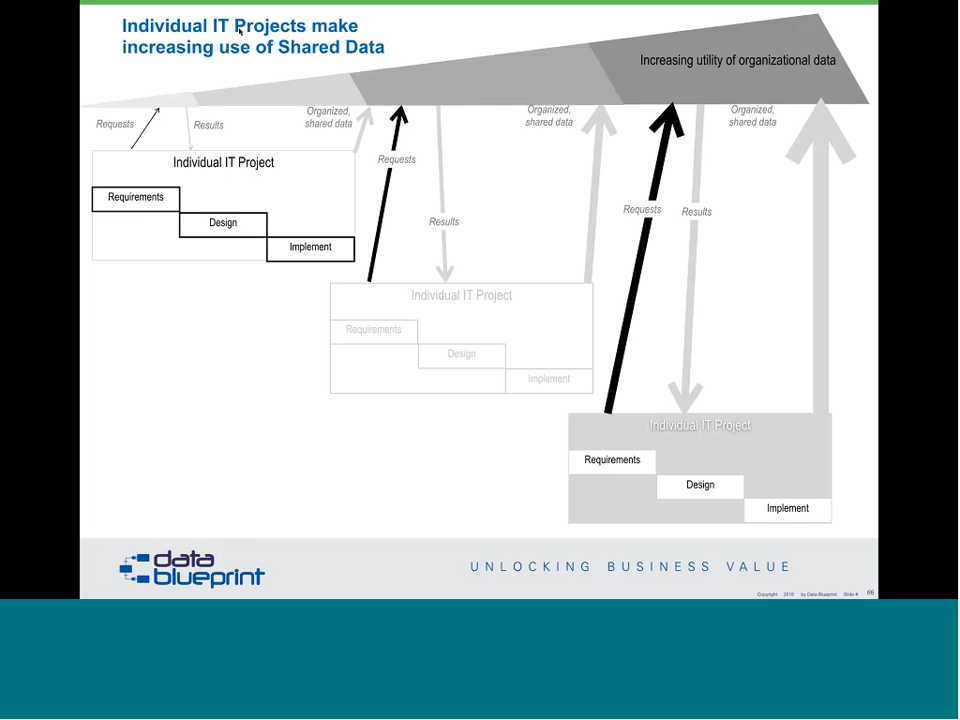 Individual IT Projects make
increasing use of Shared Data
Increasing utility of organizational data
Requests
Results
Organized,
shared data
Organized,
shared data
Organized,
shared data
Individual IT Project
Requirements
Design
Implement
Requests
Results
Individual IT Project
Requirements
Design
Implement
Requests
Results
Individual IT Project
Requirements
Design
Implement
data
blueprint
UNLOCKING BUSINESS VALUE
Copyright 2016 by Data Blueprint Slide # 66